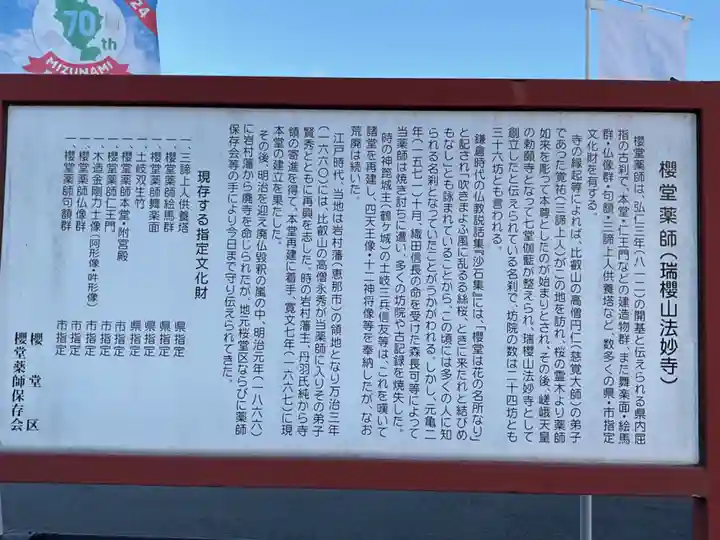 24
70th
MIZUNAMI
櫻堂薬師(瑞櫻山法妙寺)
櫻堂薬師は、弘仁三年(八一二)の開基と伝えられる県内屈
指の古刹で、本堂・仁王門などの建造物群、また舞楽面・絵馬
群・仏像群・句額・三諦上人供養塔など、数多くの県・市指定
文化財を有する。
寺の縁起等によれば、比叡山の高僧円仁(慈覚大師)の弟子
であった覚祐(三諦上人)がこの地を訪れ、桜の霊木より薬師
如来を彫って本尊としたのが始まりとされ、その後、嵯峨天皇
の勅願寺となって七堂伽藍が整えられ、瑞櫻山法妙寺として
創立したと伝えられている名刹で、坊院の数は二十四坊とも
三十六坊とも言われる。
鎌倉時代の仏教説話集『沙石集』には、「櫻堂は花の名所なり」
と記され「吹きまよふ風に乱るる糸桜、ときに来たれと結びめ
もなし」とも詠まれていることから、この頃には多くの人に知
られる名刹となっていたことがうかがわれる。しかし、元亀二
年(一五七一)十月、織田信長の命を受けた森長可等によって
当薬師は焼き討ちに遭い、多くの坊院や古記録を焼失した。
時の神箆城主(鶴ヶ城)の土岐三兵信友等は、これを嘆いて
諸堂を再建し、四天王像・十二神将像等を奉納したが、なお
荒廃は続いた。
江戸時代、当地は岩村藩(恵那市)の領地となり万治三年
(一六六〇)には、比叡山の高僧永秀が当薬師に入りその弟子
賢秀とともに再興を志した。時の岩村藩主、丹羽氏純から寺
領の寄進を得て、本堂再建に着手、寛文七年(一六六七)に現
本堂の建立を果たした。
その後、明治を迎え廃仏毀釈の嵐の中、明治元年(一八六六)
に岩村藩から廃寺を命じられたが、地元桜堂区ならびに薬師
保存会等の手により今日まで守り伝えられてきた。
現存する指定文化財
一、三諦上人供養塔 県指定
一、櫻堂薬師絵馬群 県指定
一、櫻堂薬師舞楽面 県指定
一、土岐双生竹 県指定
一、櫻堂薬師本堂・附宮殿 市指定
一、櫻堂薬師仁王門 市指定
一、木造金剛力士像(阿形像・吽形像) 市指定
一、櫻堂薬師仏像群 市指定
一、櫻堂薬師句額群 市指定
櫻堂区
櫻堂薬師保存会